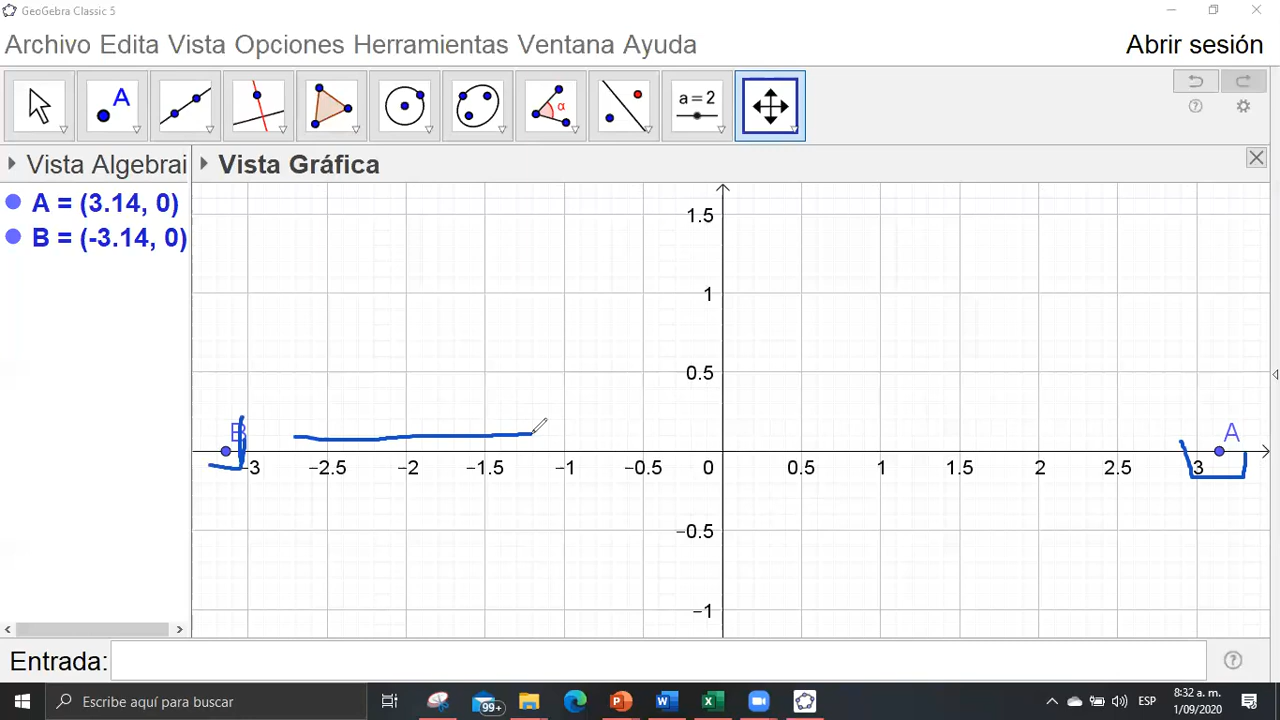 GeoGebra Classic 5
Archivo Edita Vista Opciones Herramientas Ventana Ayuda
Abrir sesión
A
α
a = 2
Vista Algebrai
Vista Gráfica
A = (3.14, 0)
B = (-3.14, 0)
1.5
1
0.5
B
A
−3 −2.5 −2 −1.5 −1 −0.5 0 0.5 1 1.5 2 2.5 3
−0.5
−1
Entrada:
Escribe aquí para buscar
99+
ESP
8:32 a. m.
1/09/2020